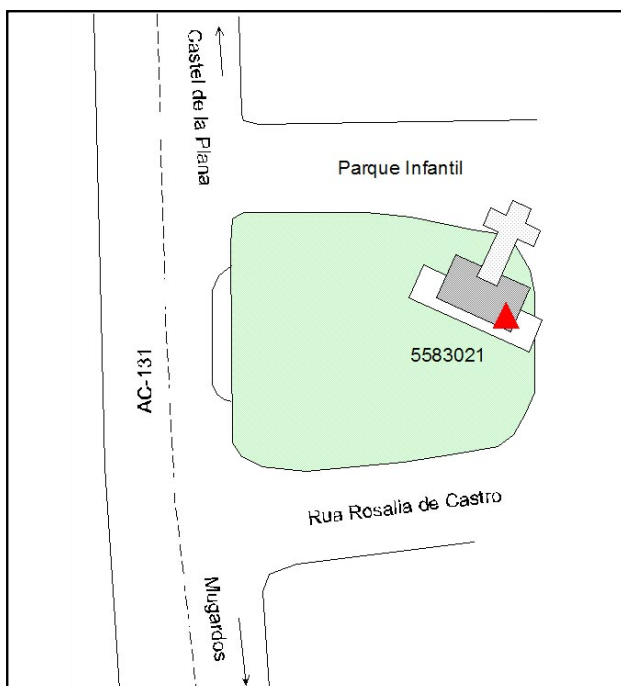 Castel de la Plana
Parque Infantil
5583021
AC-131
Rua Rosalia de Castro
Mugardos